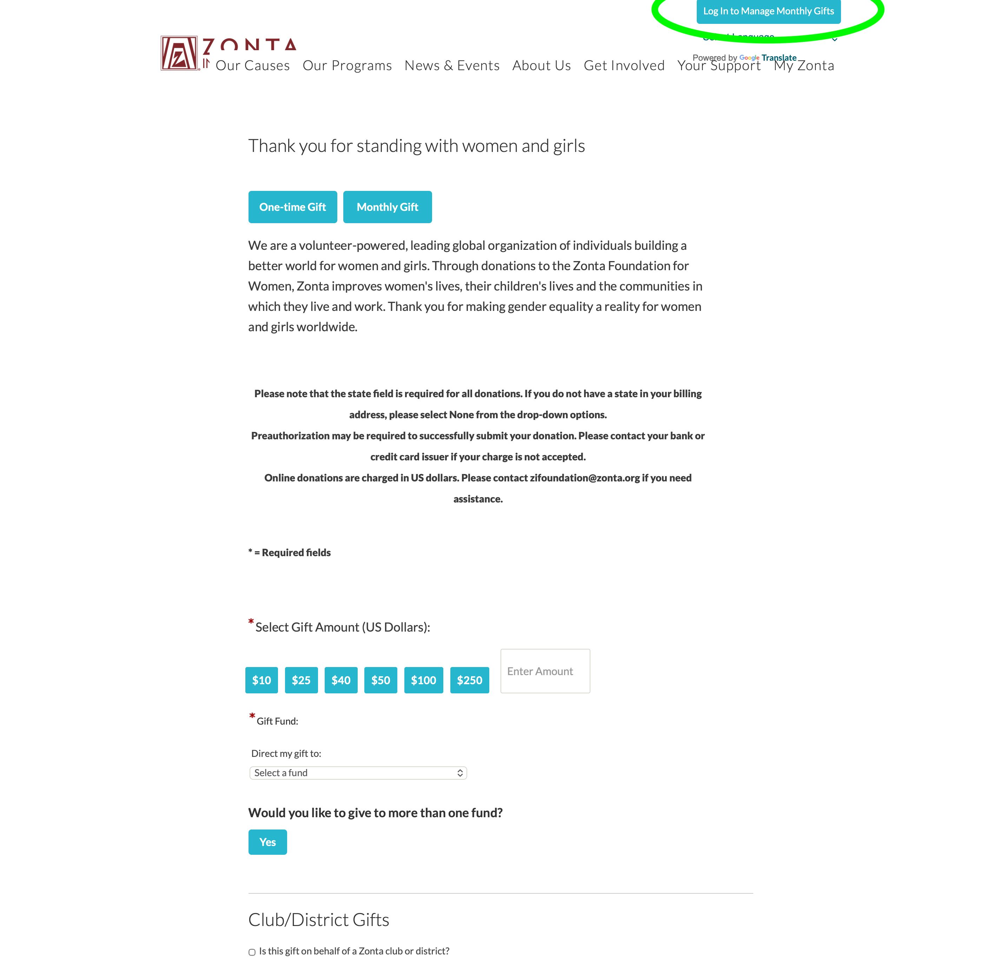 Log In to Manage Monthly Gifts
ZONTA
Powered by Google Translate
Our Causes Our Programs News & Events About Us Get Involved Your Support My Zonta
Thank you for standing with women and girls
One-time Gift Monthly Gift
We are a volunteer-powered, leading global organization of individuals building a
better world for women and girls. Through donations to the Zonta Foundation for
Women, Zonta improves women's lives, their children's lives and the communities in
which they live and work. Thank you for making gender equality a reality for women
and girls worldwide.
Please note that the state field is required for all donations. If you do not have a state in your billing
address, please select None from the drop-down options.
Preauthorization may be required to successfully submit your donation. Please contact your bank or
credit card issuer if your charge is not accepted.
Online donations are charged in US dollars. Please contact zifoundation@zonta.org if you need
assistance.
* = Required fields
*Select Gift Amount (US Dollars):
$10 $25 $40 $50 $100 $250 Enter Amount
*Gift Fund:
Direct my gift to:
Select a fund
Would you like to give to more than one fund?
Yes
Club/District Gifts
Is this gift on behalf of a Zonta club or district?